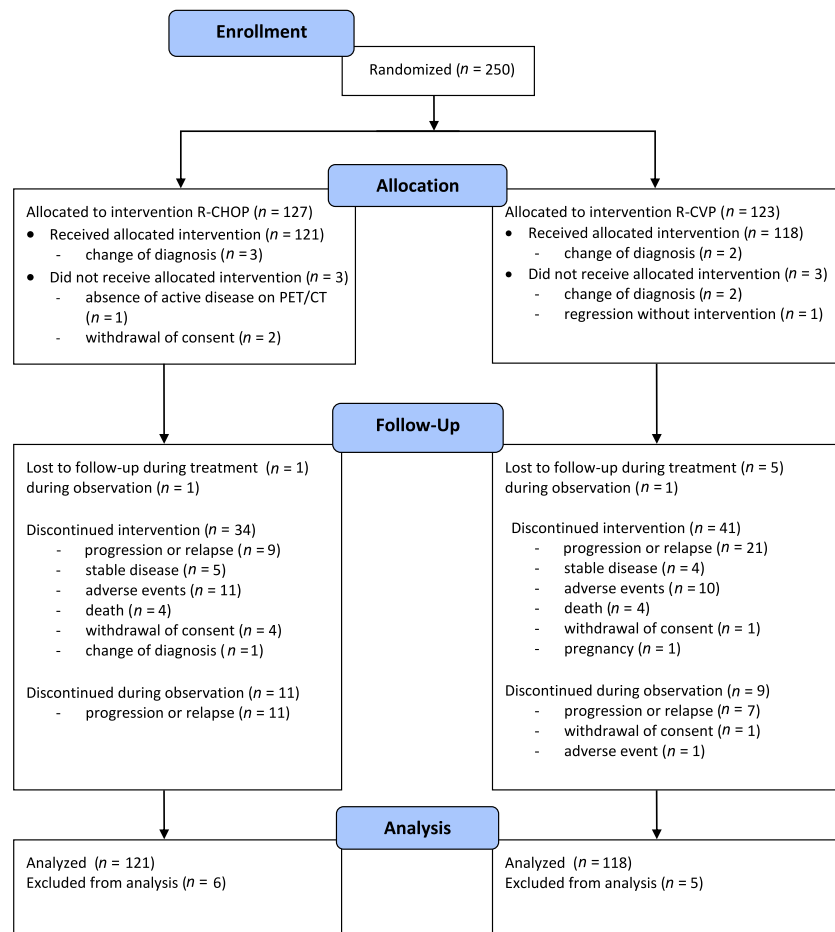 Enrollment
Randomized (n = 250)
Allocation
Allocated to intervention R-CHOP (n = 127)
• Received allocated intervention (n = 121)
- change of diagnosis (n = 3)
• Did not receive allocated intervention (n = 3)
- absence of active disease on PET/CT
(n = 1)
- withdrawal of consent (n = 2)
Allocated to intervention R-CVP (n = 123)
• Received allocated intervention (n = 118)
- change of diagnosis (n = 2)
• Did not receive allocated intervention (n = 3)
- change of diagnosis (n = 2)
- regression without intervention (n = 1)
Follow-Up
Lost to follow-up during treatment (n = 1)
during observation (n = 1)
Discontinued intervention (n = 34)
- progression or relapse (n = 9)
- stable disease (n = 5)
- adverse events (n = 11)
- death (n = 4)
- withdrawal of consent (n = 4)
- change of diagnosis (n = 1)
Discontinued during observation (n = 11)
- progression or relapse (n = 11)
Lost to follow-up during treatment (n = 5)
during observation (n = 1)
Discontinued intervention (n = 41)
- progression or relapse (n = 21)
- stable disease (n = 4)
- adverse events (n = 10)
- death (n = 4)
- withdrawal of consent (n = 1)
- pregnancy (n = 1)
Discontinued during observation (n = 9)
- progression or relapse (n = 7)
- withdrawal of consent (n = 1)
- adverse event (n = 1)
Analysis
Analyzed (n = 121)
Excluded from analysis (n = 6)
Analyzed (n = 118)
Excluded from analysis (n = 5)